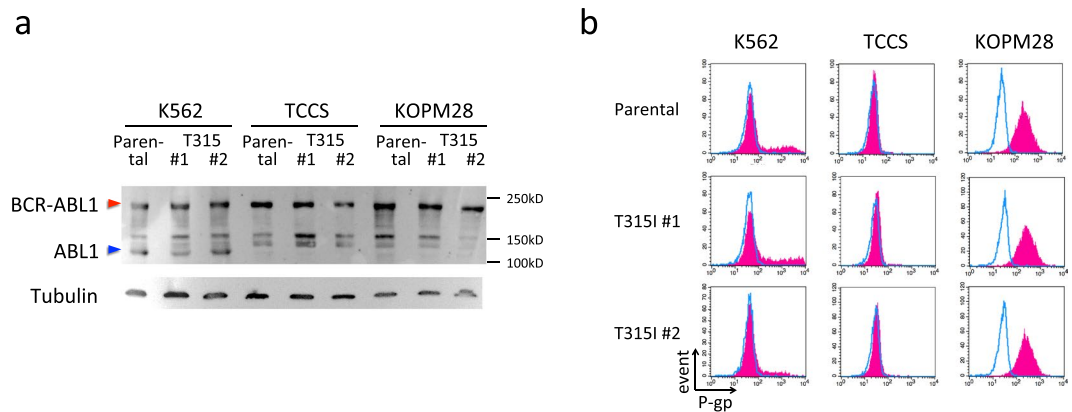 a
K562
TCCS
KOPM28
Paren-
tal
T315
#1 #2
Paren-
tal
T315
#1 #2
Paren-
tal
T315
#1 #2
BCR-ABL1
ABL1
Tubulin
250kD
150kD
100kD
b
K562 TCCS KOPM28
Parental
T315I #1
T315I #2
event
P-gp